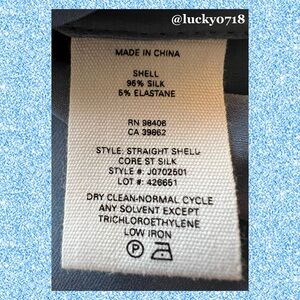 @lucky0718
MADE IN CHINA
SHELL
95% SILK
5% ELASTANE
RN 98406
CA 39862
STYLE: STRAIGHT SHELL
CORE ST SILK
STYLE #: J0702501
LOT #: 426651
DRY CLEAN-NORMAL CYCLE
ANY SOLVENT EXCEPT
TRICHLOROETHYLENE
LOW IRON
P